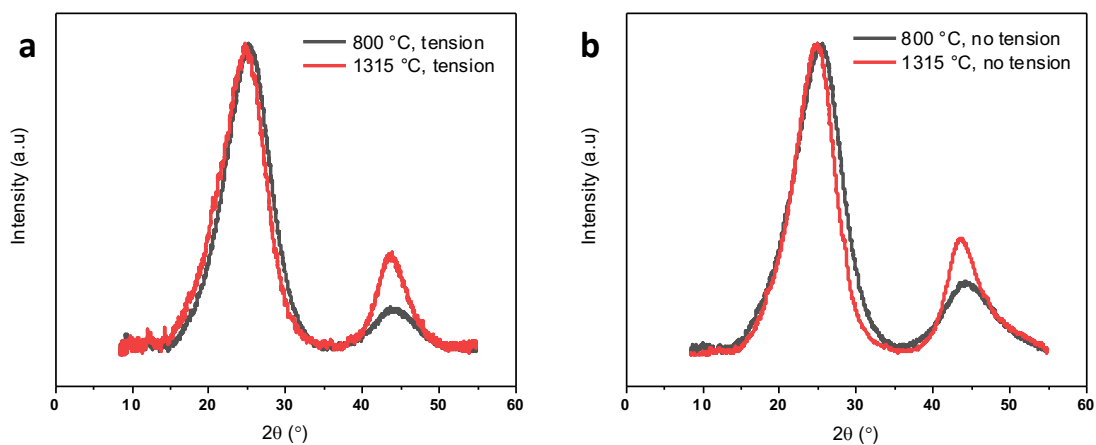 a
800 °C, tension
1315 °C, tension
Intensity (a.u)
0 10 20 30 40 50 60
2θ (°)
b
800 °C, no tension
1315 °C, no tension
Intensity (a.u)
0 10 20 30 40 50 60
2θ (°)